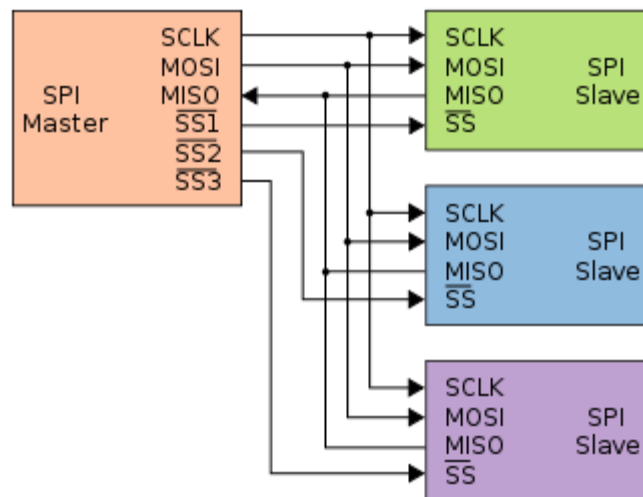 SPI
Master
SCLK
MOSI
MISO
SS1
SS2
SS3
SCLK
MOSI
MISO
SS
SPI
Slave
SCLK
MOSI
MISO
SS
SPI
Slave
SCLK
MOSI
MISO
SS
SPI
Slave